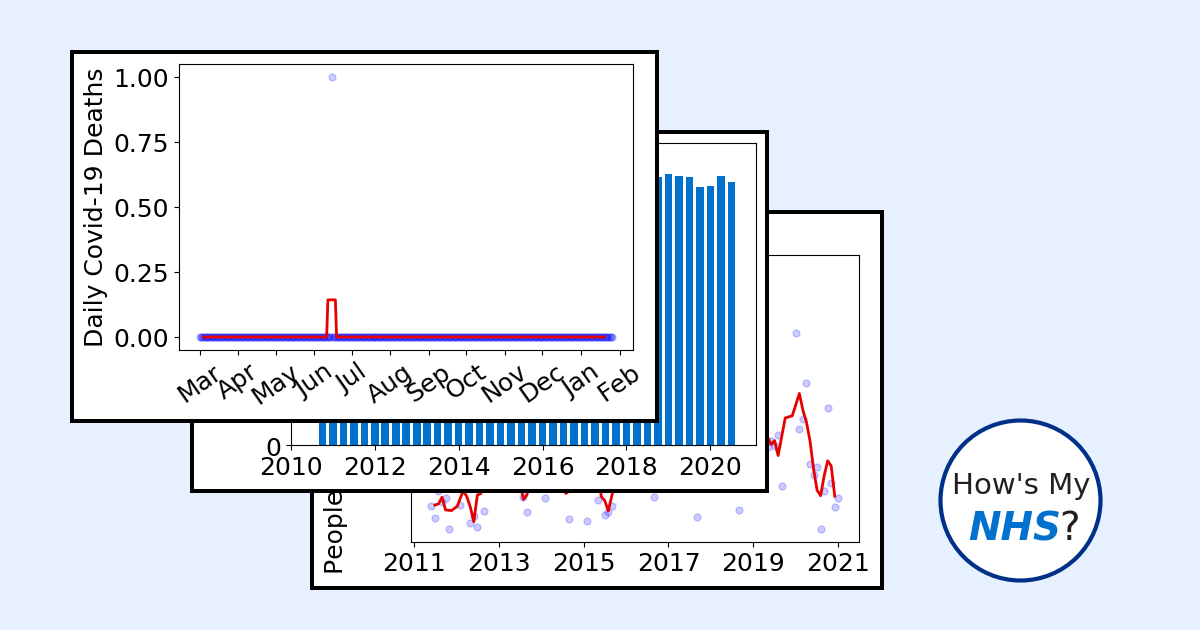 Daily Covid-19 Deaths
1.00
0.75
0.50
0.25
0.00
Mar Apr May Jun Jul Aug Sep Oct Nov Dec Jan Feb
0
2010 2012 2014 2016 2018 2020
People
2011 2013 2015 2017 2019 2021
How's My
NHS?